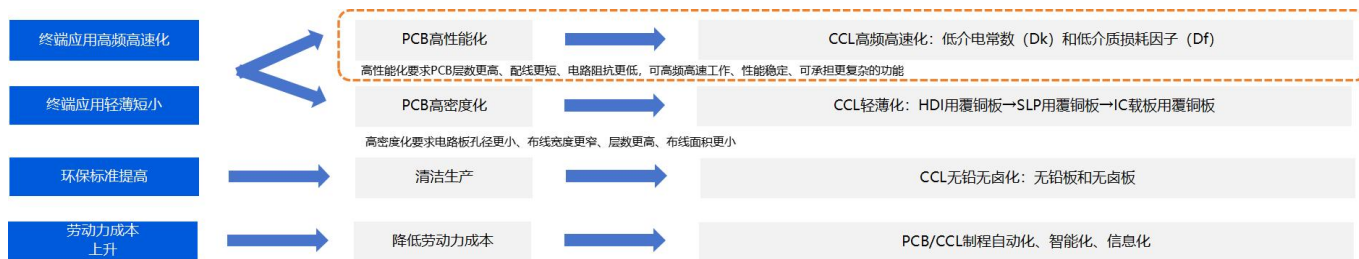 终端应用高频高速化
PCB高性能化
CCL高频高速化：低介电常数（Dk）和低介质损耗因子（Df）
高性能化要求PCB层数更高、配线更短、电路阻抗更低，可高频高速工作、性能稳定、可承担更复杂的功能
终端应用轻薄短小
PCB高密度化
CCL轻薄化：HDI用覆铜板→SLP用覆铜板→IC载板用覆铜板
高密度化要求电路板孔径更小、布线宽度更窄、层数更高、布线面积更小
环保标准提高
清洁生产
CCL无铅无卤化：无铅板和无卤板
劳动力成本
上升
降低劳动力成本
PCB/CCL制程自动化、智能化、信息化